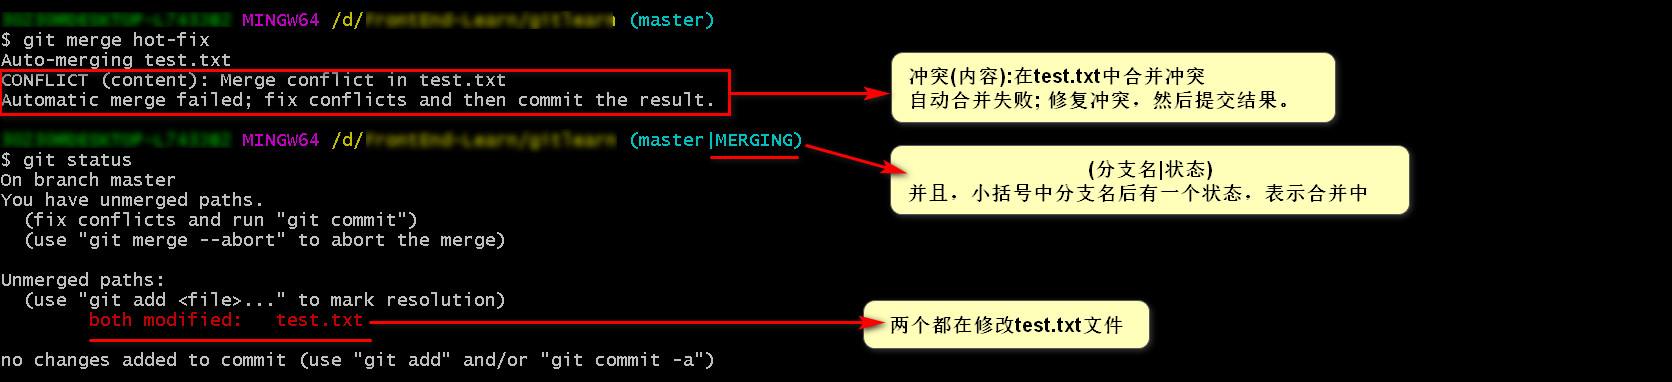 MINGW64 /d/ (master)
$ git merge hot-fix
Auto-merging test.txt
CONFLICT (content): Merge conflict in test.txt
Automatic merge failed; fix conflicts and then commit the result.
冲突(内容):在test.txt中合并冲突
自动合并失败; 修复冲突，然后提交结果。
MINGW64 /d/ (master|MERGING)
$ git status
On branch master
You have unmerged paths.
(fix conflicts and run "git commit")
(use "git merge --abort" to abort the merge)
(分支名|状态)
并且，小括号中分支名后有一个状态，表示合并中
Unmerged paths:
(use "git add <file>..." to mark resolution)
both modified:   test.txt
两个都在修改test.txt文件
no changes added to commit (use "git add" and/or "git commit -a")